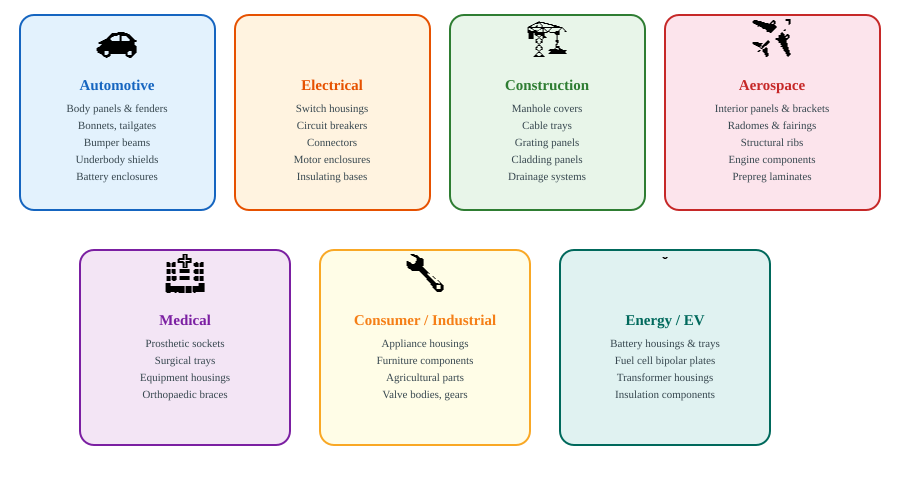 Automotive
Body panels & fenders
Bonnets, tailgates
Bumper beams
Underbody shields
Battery enclosures
Electrical
Switch housings
Circuit breakers
Connectors
Motor enclosures
Insulating bases
Construction
Manhole covers
Cable trays
Grating panels
Cladding panels
Drainage systems
Aerospace
Interior panels & brackets
Radomes & fairings
Structural ribs
Engine components
Prepreg laminates
Medical
Prosthetic sockets
Surgical trays
Equipment housings
Orthopaedic braces
Consumer / Industrial
Appliance housings
Furniture components
Agricultural parts
Valve bodies, gears
Energy / EV
Battery housings & trays
Fuel cell bipolar plates
Transformer housings
Insulation components